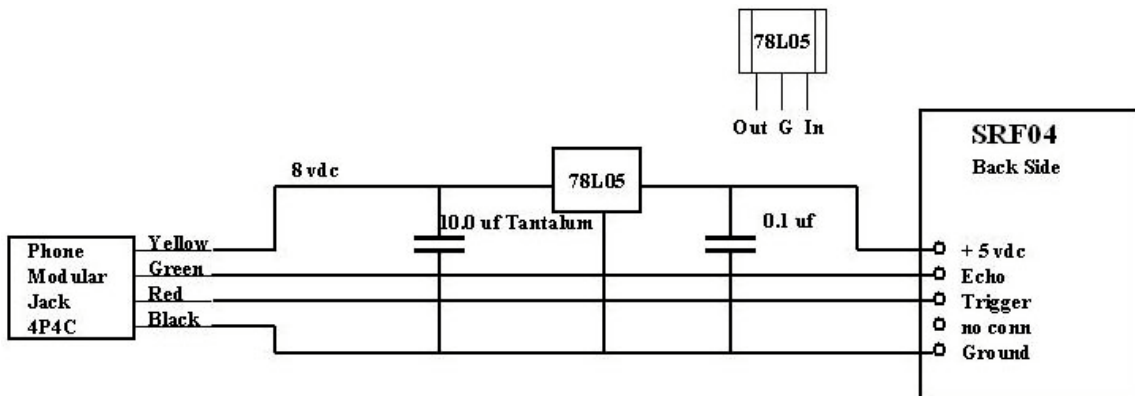 78L05
Out G In
SRF04
Back Side
8 vdc
78L05
10.0 uf Tantalum
0.1 uf
Phone
Modular
Jack
4P4C
Yellow
Green
Red
Black
+ 5 vdc
Echo
Trigger
no conn
Ground